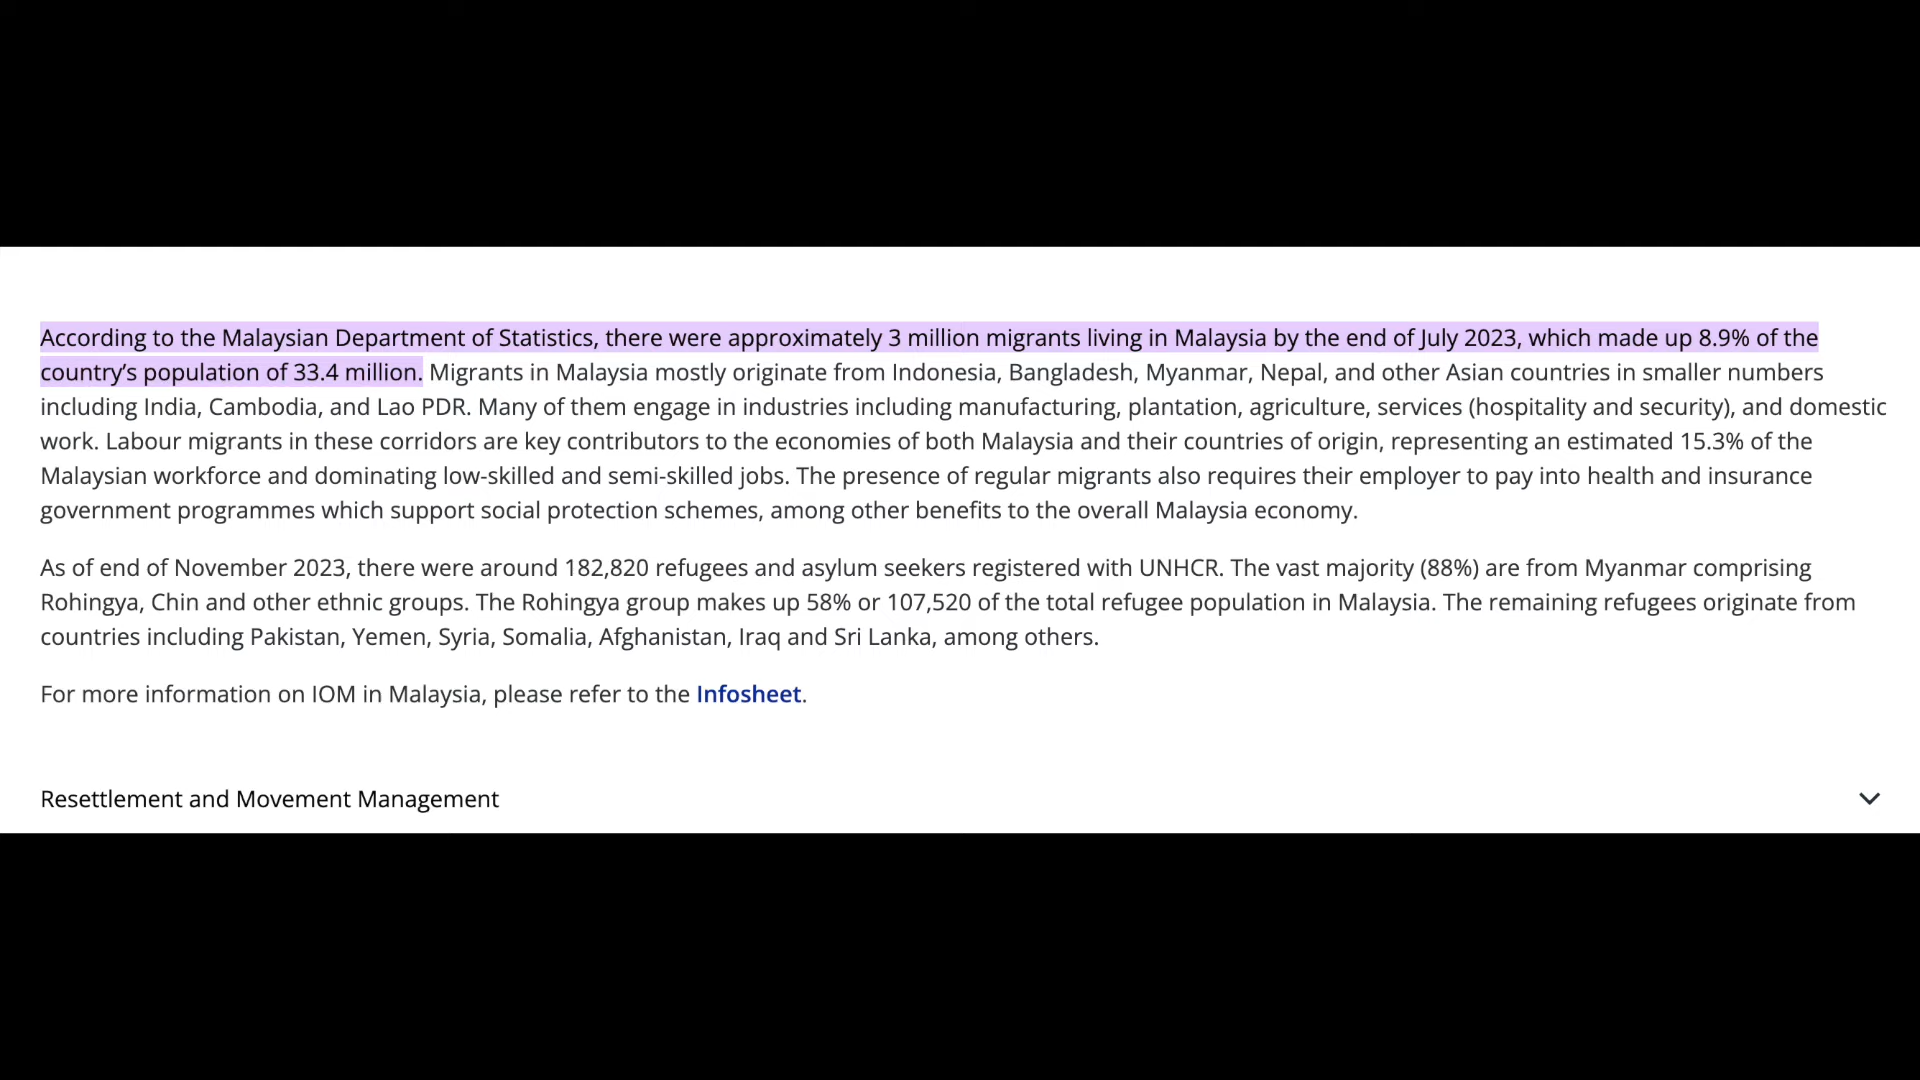 According to the Malaysian Department of Statistics, there were approximately 3 million migrants living in Malaysia by the end of July 2023, which made up 8.9% of the
country’s population of 33.4 million. Migrants in Malaysia mostly originate from Indonesia, Bangladesh, Myanmar, Nepal, and other Asian countries in smaller numbers
including India, Cambodia, and Lao PDR. Many of them engage in industries including manufacturing, plantation, agriculture, services (hospitality and security), and domestic
work. Labour migrants in these corridors are key contributors to the economies of both Malaysia and their countries of origin, representing an estimated 15.3% of the
Malaysian workforce and dominating low-skilled and semi-skilled jobs. The presence of regular migrants also requires their employer to pay into health and insurance
government programmes which support social protection schemes, among other benefits to the overall Malaysia economy.
As of end of November 2023, there were around 182,820 refugees and asylum seekers registered with UNHCR. The vast majority (88%) are from Myanmar comprising
Rohingya, Chin and other ethnic groups. The Rohingya group makes up 58% or 107,520 of the total refugee population in Malaysia. The remaining refugees originate from
countries including Pakistan, Yemen, Syria, Somalia, Afghanistan, Iraq and Sri Lanka, among others.
For more information on IOM in Malaysia, please refer to the Infosheet.
Resettlement and Movement Management